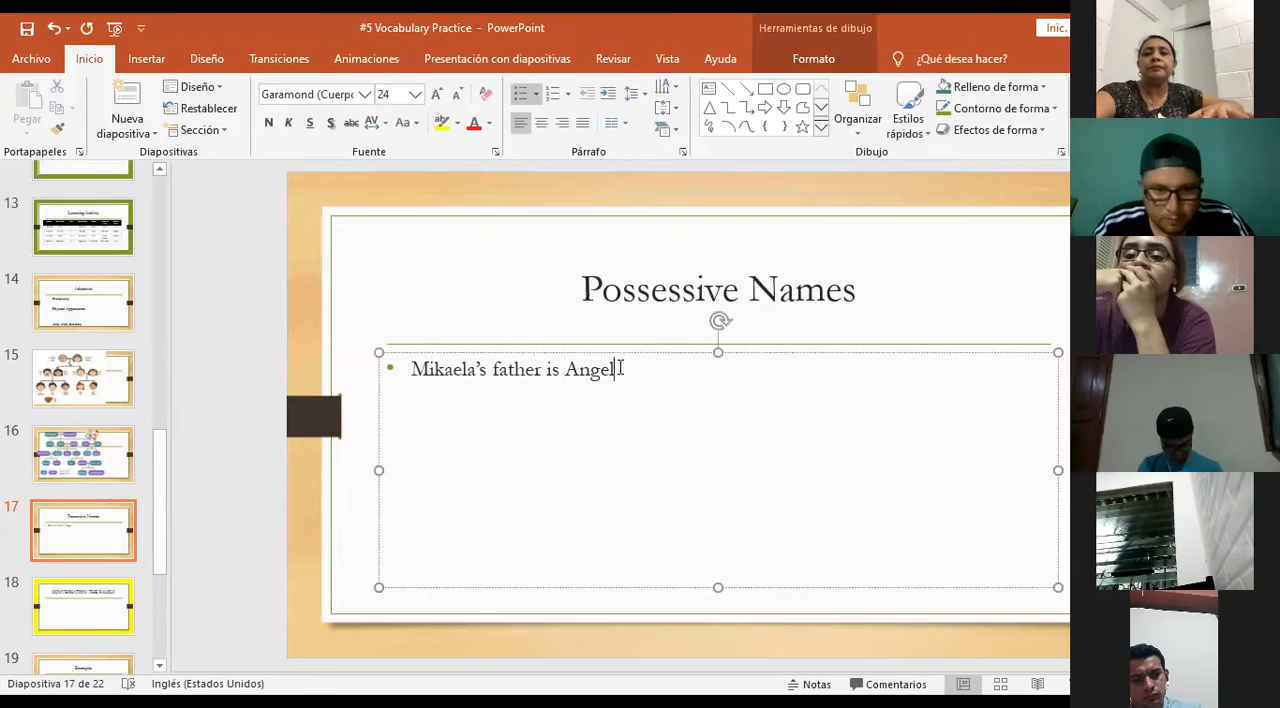 #5 Vocabulary Practice - PowerPoint
Herramientas de dibujo
Inic.
Archivo
Inicio
Insertar
Diseño
Transiciones
Animaciones
Presentación con diapositivas
Revisar
Vista
Ayuda
Formato
¿Qué desea hacer?
Pegar
Nueva diapositiva
Diseño
Restablecer
Sección
Garamond (Cuerpo
24
Organizar
Estilos rápidos
Relleno de forma
Contorno de forma
Efectos de forma
Portapapeles
Diapositivas
Fuente
Párrafo
Dibujo
13
14
15
16
17
Possessive Names
18
CONVERSATION THE FAMILY
19
Possessive Names
Mikaela’s father is Angel
Diapositiva 17 de 22
Inglés (Estados Unidos)
Notas
Comentarios